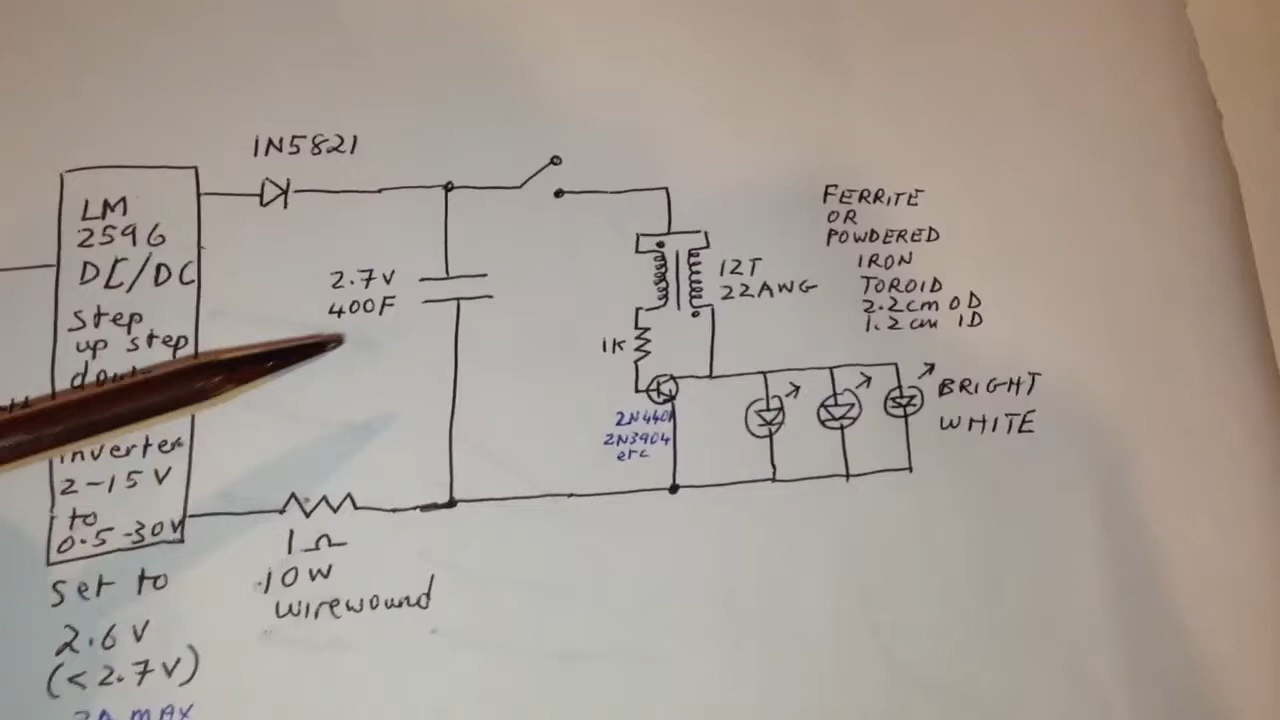 1N5821
LM
2596
DC/DC
step
up step
inverter
2-15V
to
0.5-30V
set to
2.6V
(<2.7V)
2A MAX
2.7V
400F
1Ω
10W
wirewound
12T
22AWG
1K
2N4401
2N3904
etc
FERRITE
OR
POWDERED
IRON
TOROID
2.2cm OD
1.2cm ID
BRIGHT
WHITE